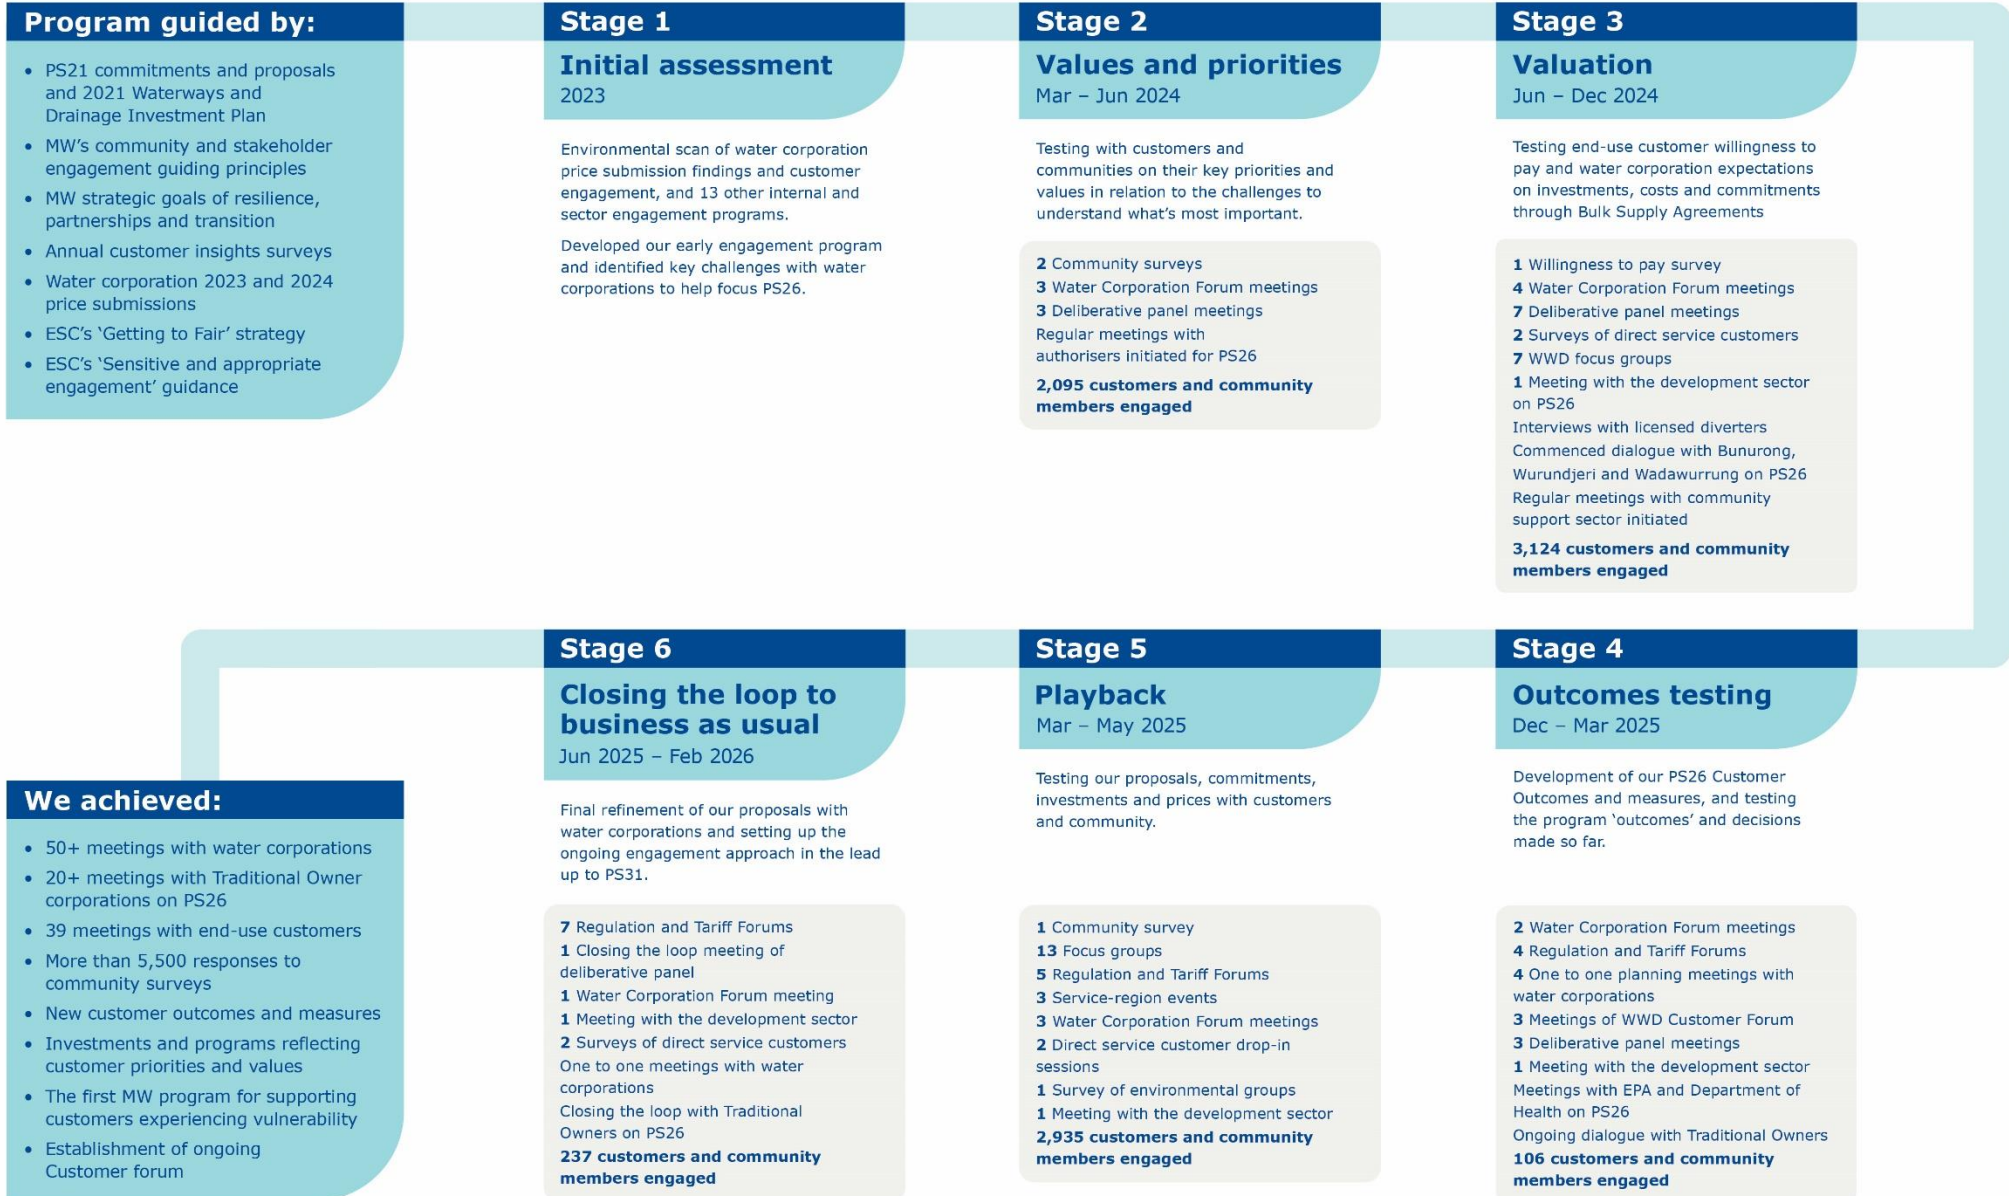 Program guided by:
• PS21 commitments and proposals
and 2021 Waterways and
Drainage Investment Plan
• MW's community and stakeholder
engagement guiding principles
• MW strategic goals of resilience,
partnerships and transition
• Annual customer insights surveys
• Water corporation 2023 and 2024
price submissions
• ESC's ‘Getting to Fair’ strategy
• ESC's ‘Sensitive and appropriate
engagement’ guidance
Stage 1
Initial assessment
2023
Environmental scan of water corporation
price submission findings and customer
engagement, and 13 other internal and
sector engagement programs.
Developed our early engagement program
and identified key challenges with water
corporations to help focus PS26.
Stage 2
Values and priorities
Mar – Jun 2024
Testing with customers and
communities on their key priorities and
values in relation to the challenges to
understand what's most important.
2 Community surveys
3 Water Corporation Forum meetings
3 Deliberative panel meetings
Regular meetings with
authorisers initiated for PS26
2,095 customers and community
members engaged
Stage 3
Valuation
Jun – Dec 2024
Testing end-use customer willingness to
pay and water corporation expectations
on investments, costs and commitments
through Bulk Supply Agreements
1 Willingness to pay survey
4 Water Corporation Forum meetings
7 Deliberative panel meetings
2 Surveys of direct service customers
7 WWD focus groups
1 Meeting with the development sector
on PS26
Interviews with licensed diverters
Commenced dialogue with Bunurong,
Wurundjeri and Wadawurrung on PS26
Regular meetings with community
support sector initiated
3,124 customers and community
members engaged
Stage 4
Outcomes testing
Dec – Mar 2025
Development of our PS26 Customer
Outcomes and measures, and testing
the program ‘outcomes’ and decisions
made so far.
2 Water Corporation Forum meetings
4 Regulation and Tariff Forums
4 One to one planning meetings with
water corporations
3 Meetings of WWD Customer Forum
3 Deliberative panel meetings
1 Meeting with the development sector
Meetings with EPA and Department of
Health on PS26
Ongoing dialogue with Traditional Owners
106 customers and community
members engaged
Stage 5
Playback
Mar – May 2025
Testing our proposals, commitments,
investments and prices with customers
and community.
1 Community survey
13 Focus groups
5 Regulation and Tariff Forums
3 Service-region events
3 Water Corporation Forum meetings
2 Direct service customer drop-in
sessions
1 Survey of environmental groups
1 Meeting with the development sector
2,935 customers and community
members engaged
Stage 6
Closing the loop to
business as usual
Jun 2025 – Feb 2026
Final refinement of our proposals with
water corporations and setting up the
ongoing engagement approach in the lead
up to PS31.
7 Regulation and Tariff Forums
1 Closing the loop meeting of
deliberative panel
1 Water Corporation Forum meeting
1 Meeting with the development sector
2 Surveys of direct service customers
One to one meetings with water
corporations
Closing the loop with Traditional
Owners on PS26
237 customers and community
members engaged
We achieved:
• 50+ meetings with water corporations
• 20+ meetings with Traditional Owner
corporations on PS26
• 39 meetings with end-use customers
• More than 5,500 responses to
community surveys
• New customer outcomes and measures
• Investments and programs reflecting
customer priorities and values
• The first MW program for supporting
customers experiencing vulnerability
• Establishment of ongoing
Customer forum